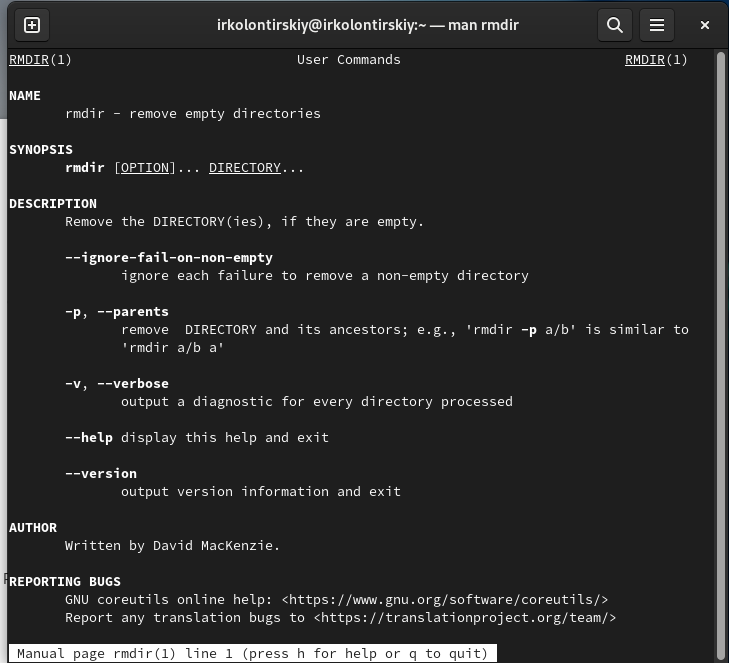 irkolontirskiy@irkolontirskiy:~ — man rmdir
RMDIR(1) User Commands RMDIR(1)
NAME
rmdir - remove empty directories
SYNOPSIS
rmdir [OPTION]... DIRECTORY...
DESCRIPTION
Remove the DIRECTORY(ies), if they are empty.
--ignore-fail-on-non-empty
ignore each failure to remove a non-empty directory
-p, --parents
remove  DIRECTORY and its ancestors; e.g., 'rmdir -p a/b' is similar to
'rmdir a/b a'
-v, --verbose
output a diagnostic for every directory processed
--help display this help and exit
--version
output version information and exit
AUTHOR
Written by David MacKenzie.
REPORTING BUGS
GNU coreutils online help: <https://www.gnu.org/software/coreutils/>
Report any translation bugs to <https://translationproject.org/team/>
Manual page rmdir(1) line 1 (press h for help or q to quit)